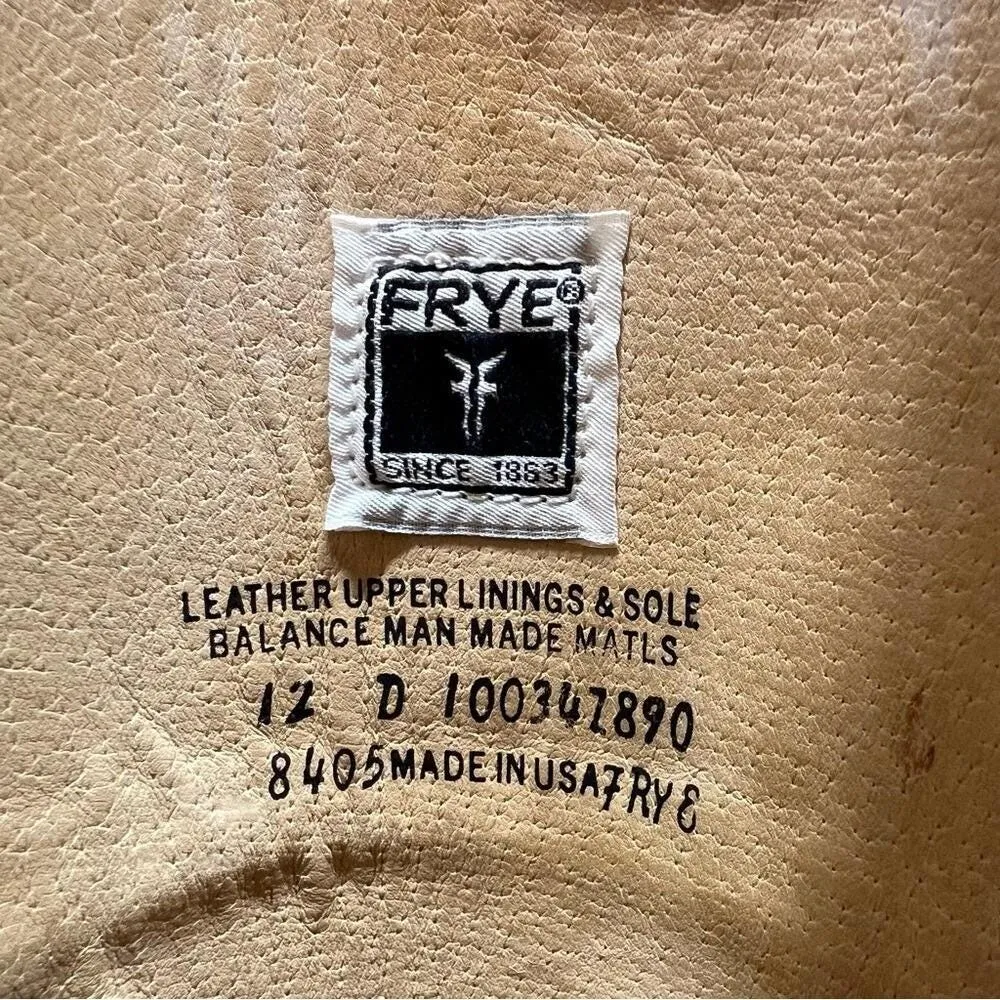 FRYE®
SINCE 1863
LEATHER UPPER LININGS & SOLE
BALANCE MAN MADE MATLS
12 D 100347890
8405 MADE IN USA FRYE